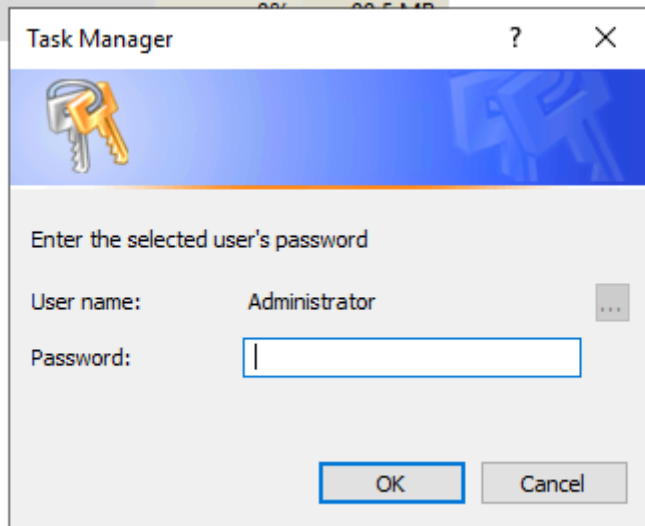 Task Manager ?
Enter the selected user's password
User name: Administrator ...
Password:
OK Cancel